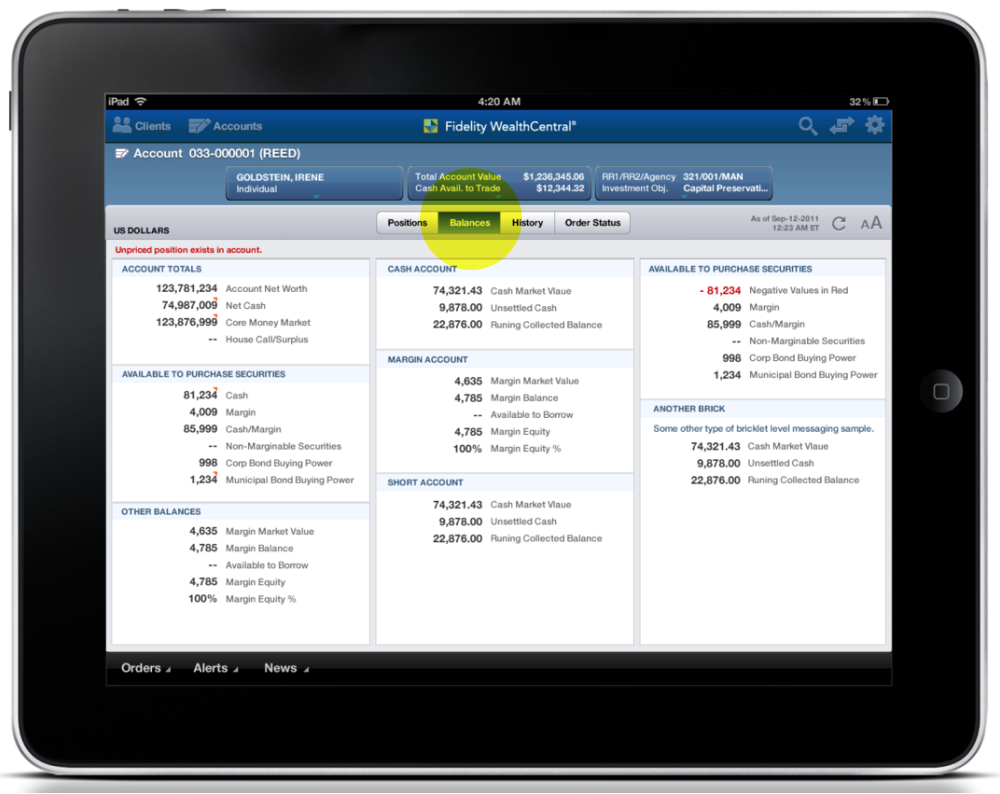 iPad
4:20 AM
32%
Clients
Accounts
Fidelity WealthCentral®
Account 033-000001 (REED)
GOLDSTEIN, IRENE
Individual
Total Account Value $1,236,345.06
Cash Avail. to Trade $12,344.32
RR1/RR2/Agency 321/001/MAN
Investment Obj. Capital Preservati...
US DOLLARS
Positions
Balances
History
Order Status
As of Sep-12-2011
12:23 AM ET
AA
Unpriced position exists in account.
ACCOUNT TOTALS
123,781,234 Account Net Worth
74,987,009 Net Cash
123,876,999 Core Money Market
-- House Call/Surplus
AVAILABLE TO PURCHASE SECURITIES
81,234 Cash
4,009 Margin
85,999 Cash/Margin
-- Non-Marginable Securities
998 Corp Bond Buying Power
1,234 Municipal Bond Buying Power
OTHER BALANCES
4,635 Margin Market Value
4,785 Margin Balance
-- Available to Borrow
4,785 Margin Equity
100% Margin Equity %
CASH ACCOUNT
74,321.43 Cash Market Vlaue
9,878.00 Unsettled Cash
22,876.00 Runing Collected Balance
MARGIN ACCOUNT
4,635 Margin Market Value
4,785 Margin Balance
-- Available to Borrow
4,785 Margin Equity
100% Margin Equity %
SHORT ACCOUNT
74,321.43 Cash Market Vlaue
9,878.00 Unsettled Cash
22,876.00 Runing Collected Balance
AVAILABLE TO PURCHASE SECURITIES
- 81,234 Negative Values in Red
4,009 Margin
85,999 Cash/Margin
-- Non-Marginable Securities
998 Corp Bond Buying Power
1,234 Municipal Bond Buying Power
ANOTHER BRICK
Some other type of bricklet level messaging sample.
74,321.43 Cash Market Vlaue
9,878.00 Unsettled Cash
22,876.00 Runing Collected Balance
Orders
Alerts
News